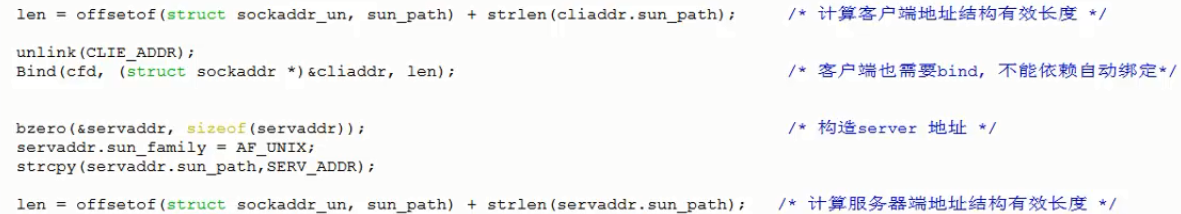 len = offsetof(struct sockaddr_un, sun_path) + strlen(cliaddr.sun_path); /* 计算客户端地址结构有效长度 */
unlink(CLIE_ADDR);
Bind(cfd, (struct sockaddr *)&cliaddr, len); /* 客户端也需要bind, 不能依赖自动绑定*/
bzero(&servaddr, sizeof(servaddr)); /* 构造server 地址 */
servaddr.sun_family = AF_UNIX;
strcpy(servaddr.sun_path,SERV_ADDR);
len = offsetof(struct sockaddr_un, sun_path) + strlen(servaddr.sun_path); /* 计算服务器端地址结构有效长度 */